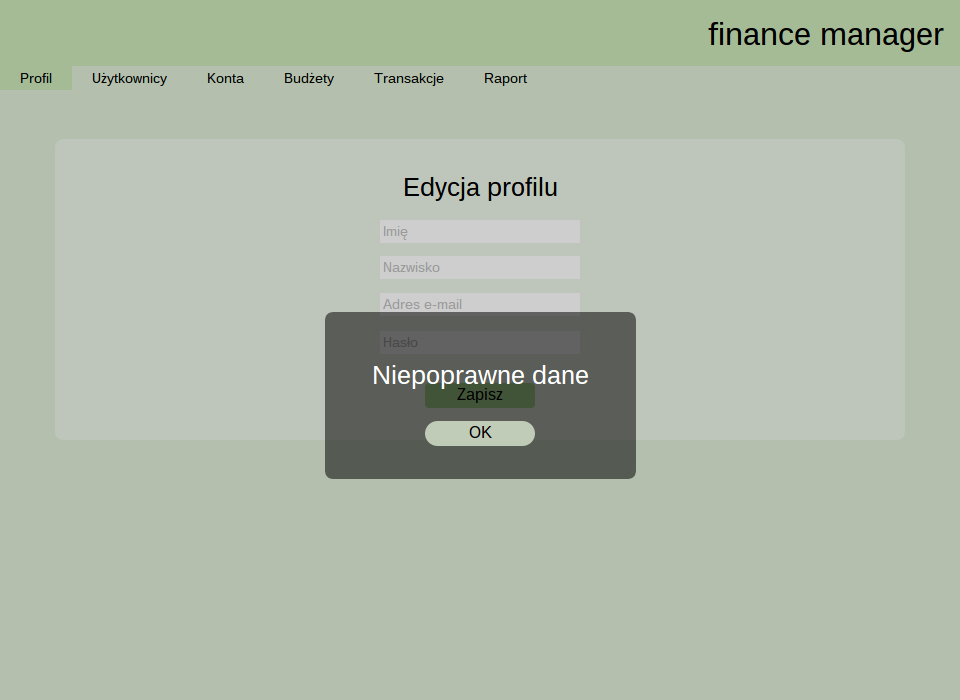 finance manager
Profil Użytkownicy Konta Budżety Transakcje Raport
Edycja profilu
Imię
Nazwisko
Adres e-mail
Hasło
Niepoprawne dane
Zapisz
OK